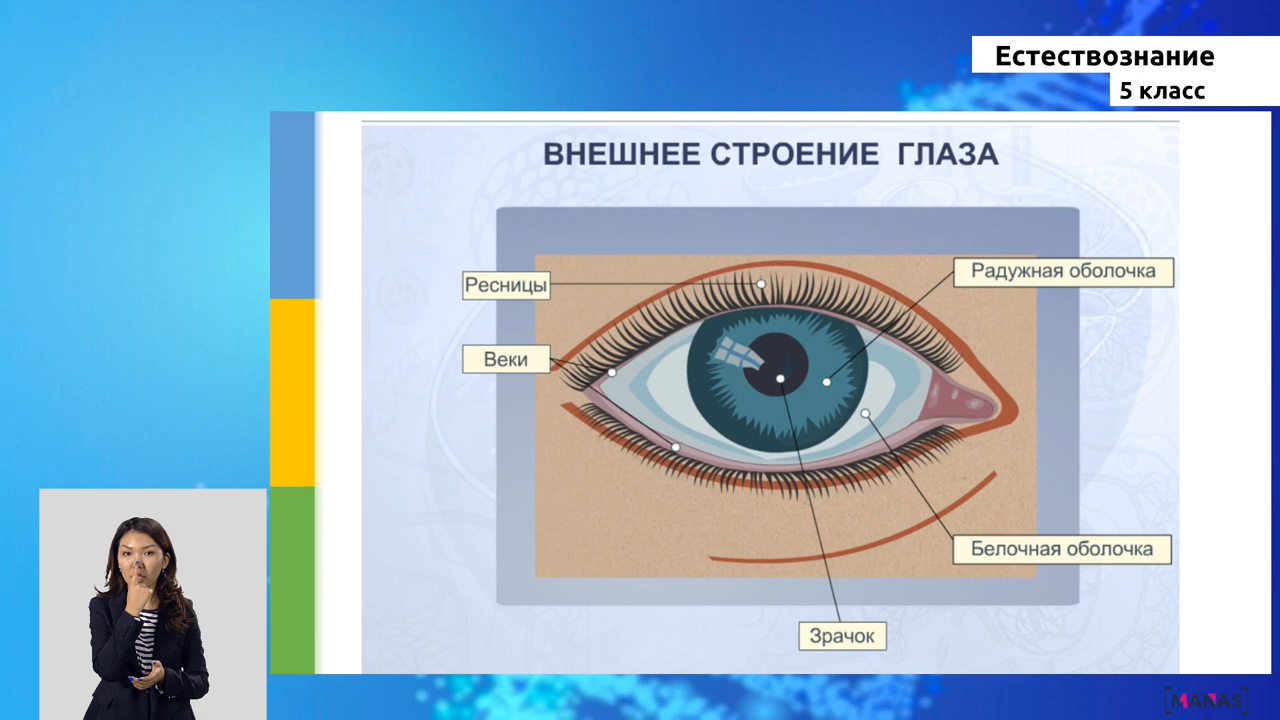 Естествознание
5 класс
ВНЕШНЕЕ СТРОЕНИЕ ГЛАЗА
Ресницы
Радужная оболочка
Веки
Белочная оболочка
Зрачок
[MANAS]